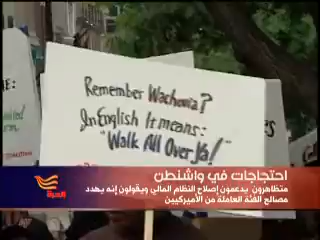 Remember Wachovia?
In English It means:
"Walk All Over Ya!"
احتجاجات في واشنطن
متظاهرون يدعمون إصلاح النظام المالي ويقولون إنه يهدد
مصالح الفئة العاملة من الأميركيين
الحرة